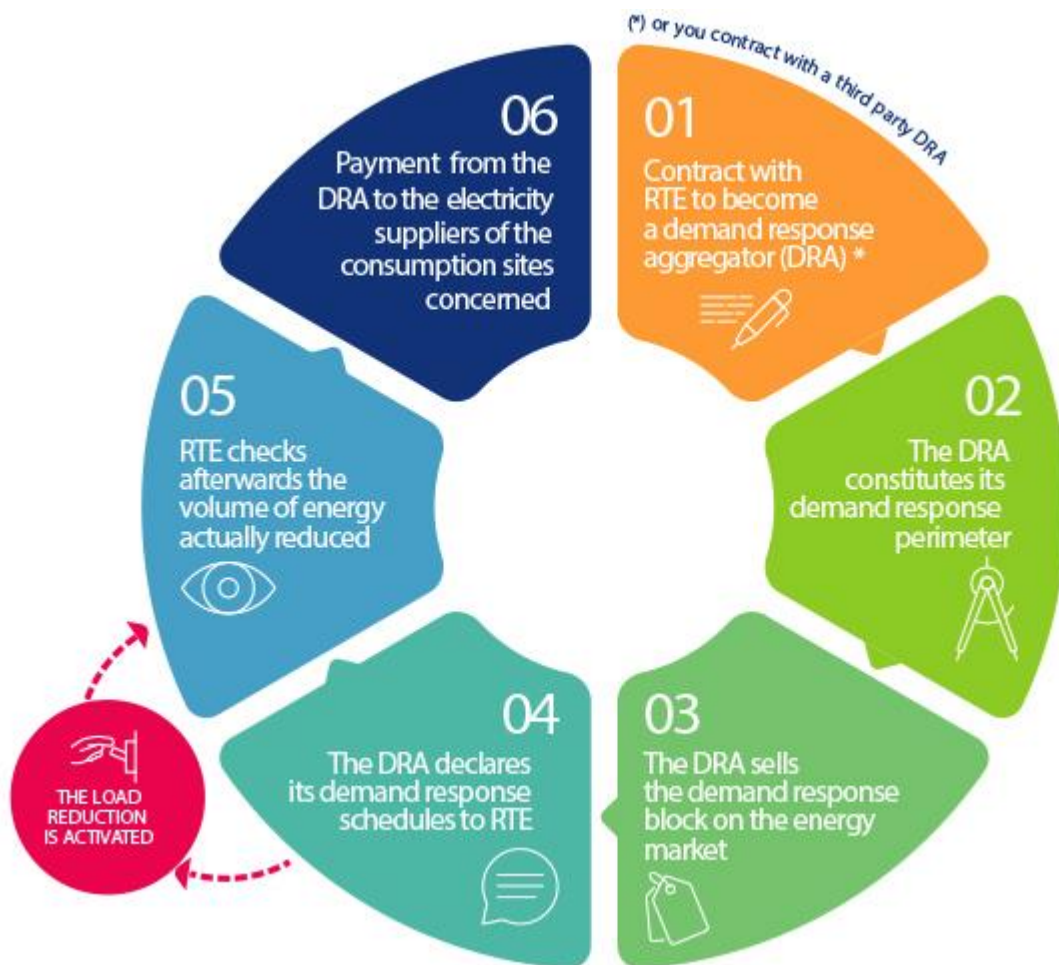 (*) or you contract with a third party DRA
01
Contract with
RTE to become
a demand response
aggregator (DRA) *
02
The DRA
constitutes its
demand response
perimeter
03
The DRA sells
the demand response
block on the energy
market
04
The DRA declares
its demand response
schedules to RTE
THE LOAD
REDUCTION
IS ACTIVATED
05
RTE checks
afterwards the
volume of energy
actually reduced
06
Payment from the
DRA to the electricity
suppliers of the
consumption sites
concerned